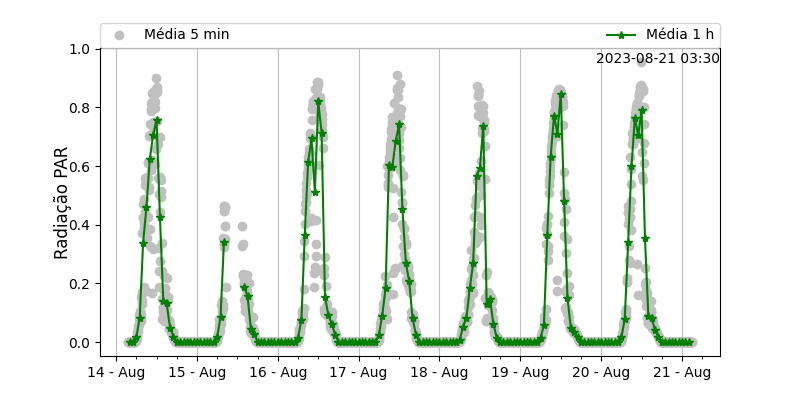 Média 5 min
Média 1 h
2023-08-21 03:30
Radiação PAR
1.0
0.8
0.6
0.4
0.2
0.0
14 - Aug
15 - Aug
16 - Aug
17 - Aug
18 - Aug
19 - Aug
20 - Aug
21 - Aug